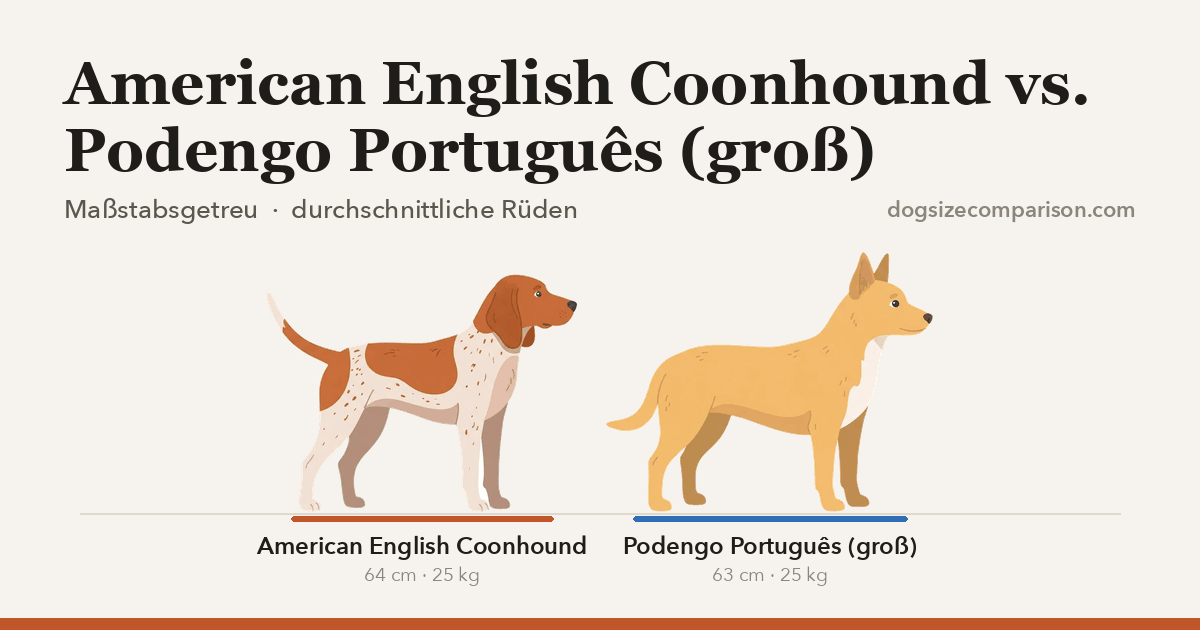 American English Coonhound vs.
Podengo Português (groß)
Maßstabsgetreu · durchschnittliche Rüden
dogsizecomparison.com
American English Coonhound
64 cm · 25 kg
Podengo Português (groß)
63 cm · 25 kg